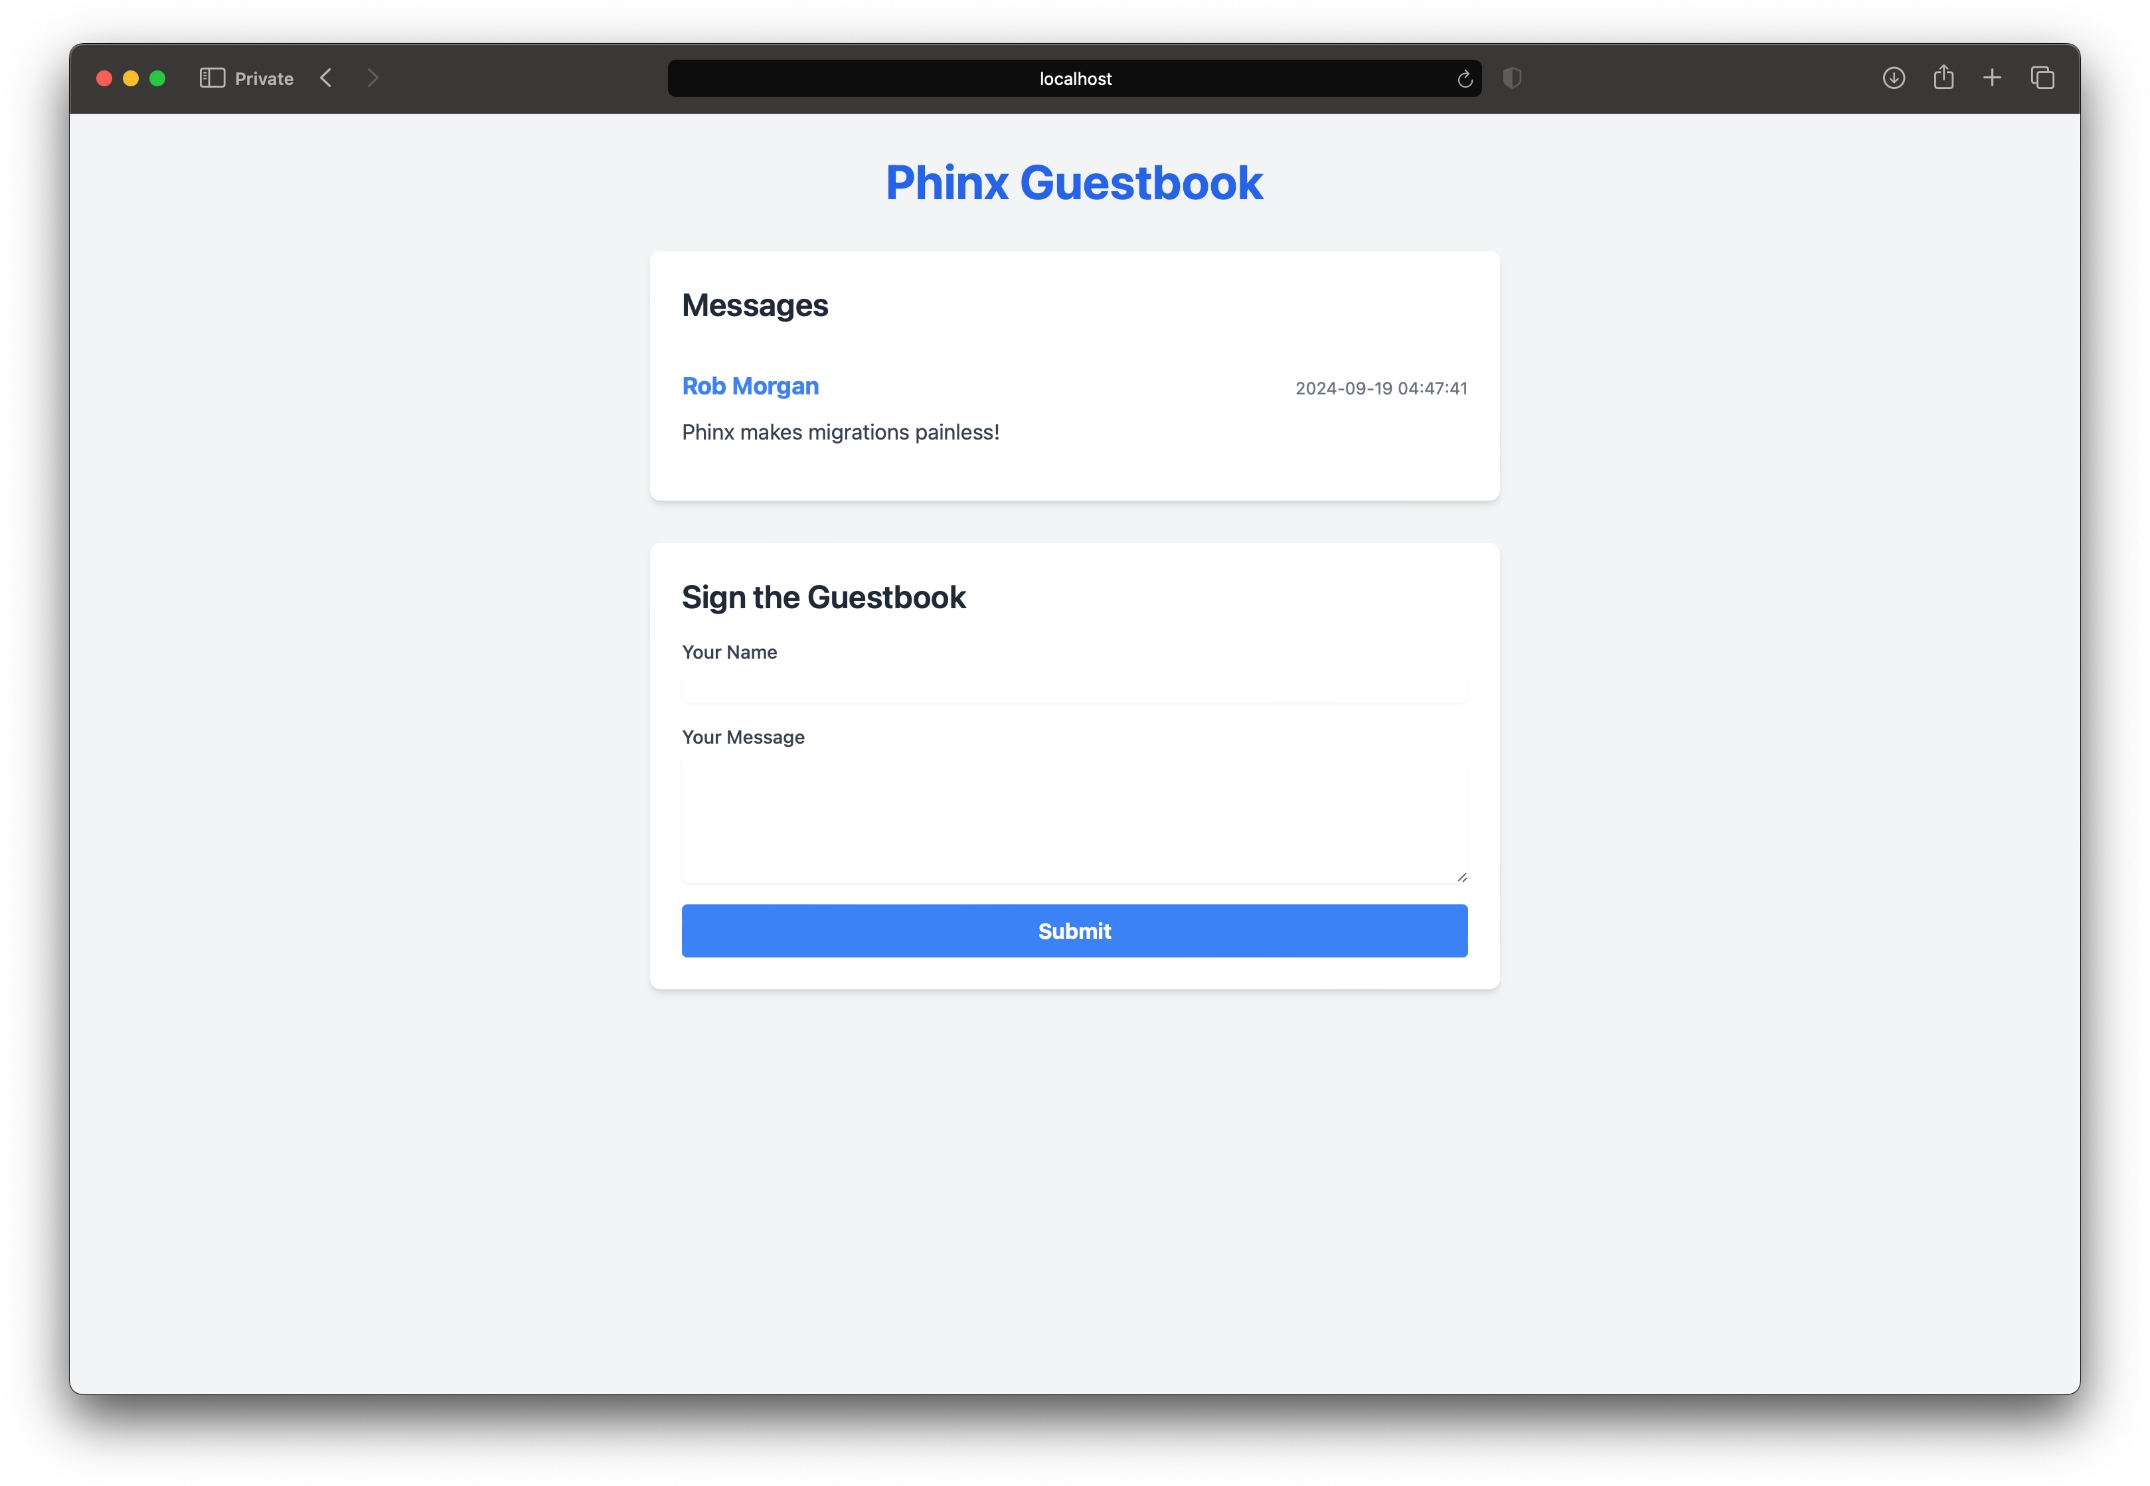 Private
localhost
Phinx Guestbook
Messages
Rob Morgan
2024-09-19 04:47:41
Phinx makes migrations painless!
Sign the Guestbook
Your Name
Your Message
Submit